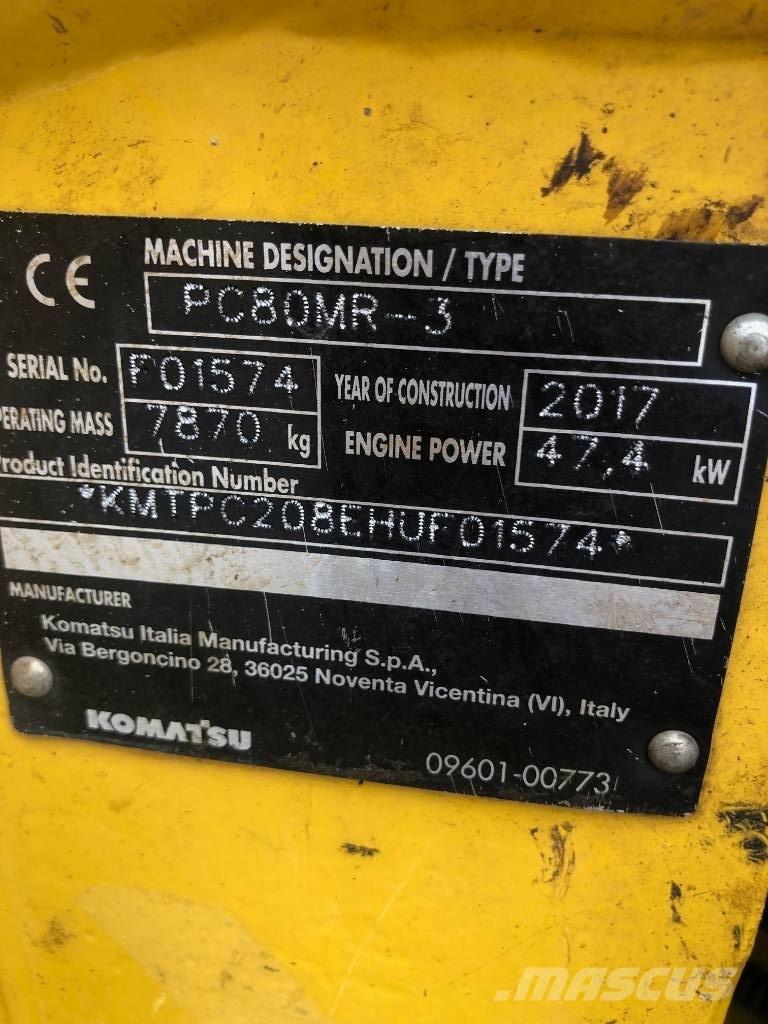 CE MACHINE DESIGNATION / TYPE
PC80MR-3
SERIAL No. F01574 YEAR OF CONSTRUCTION 2017
PERATING MASS 7870 kg ENGINE POWER 47,4 kW
Product Identification Number
*KMTPC208EHUF01574*
MANUFACTURER
Komatsu Italia Manufacturing S.p.A.,
Via Bergoncino 28, 36025 Noventa Vicentina (VI), Italy
KOMATSU
09601-00773
MASCUS